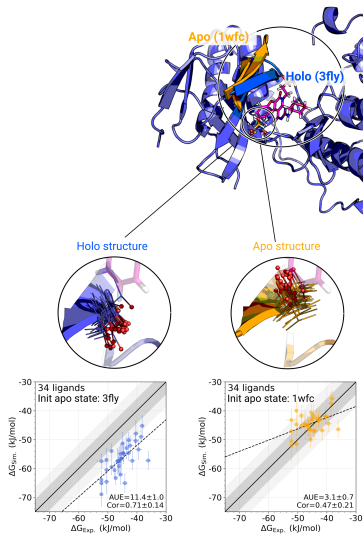 Apo (1wfc)
Holo (3fly)
Holo structure
Apo structure
34 ligands
Init apo state: 3fly
-30
-40
-50
-60
-70
ΔGSim. (kJ/mol)
AUE=11.4±1.0
Cor=0.71±0.14
-70 -60 -50 -40 -30
ΔGExp. (kJ/mol)
34 ligands
Init apo state: 1wfc
-30
-40
-50
-60
-70
ΔGSim. (kJ/mol)
AUE=3.1±0.7
Cor=0.47±0.21
-70 -60 -50 -40 -30
ΔGExp. (kJ/mol)